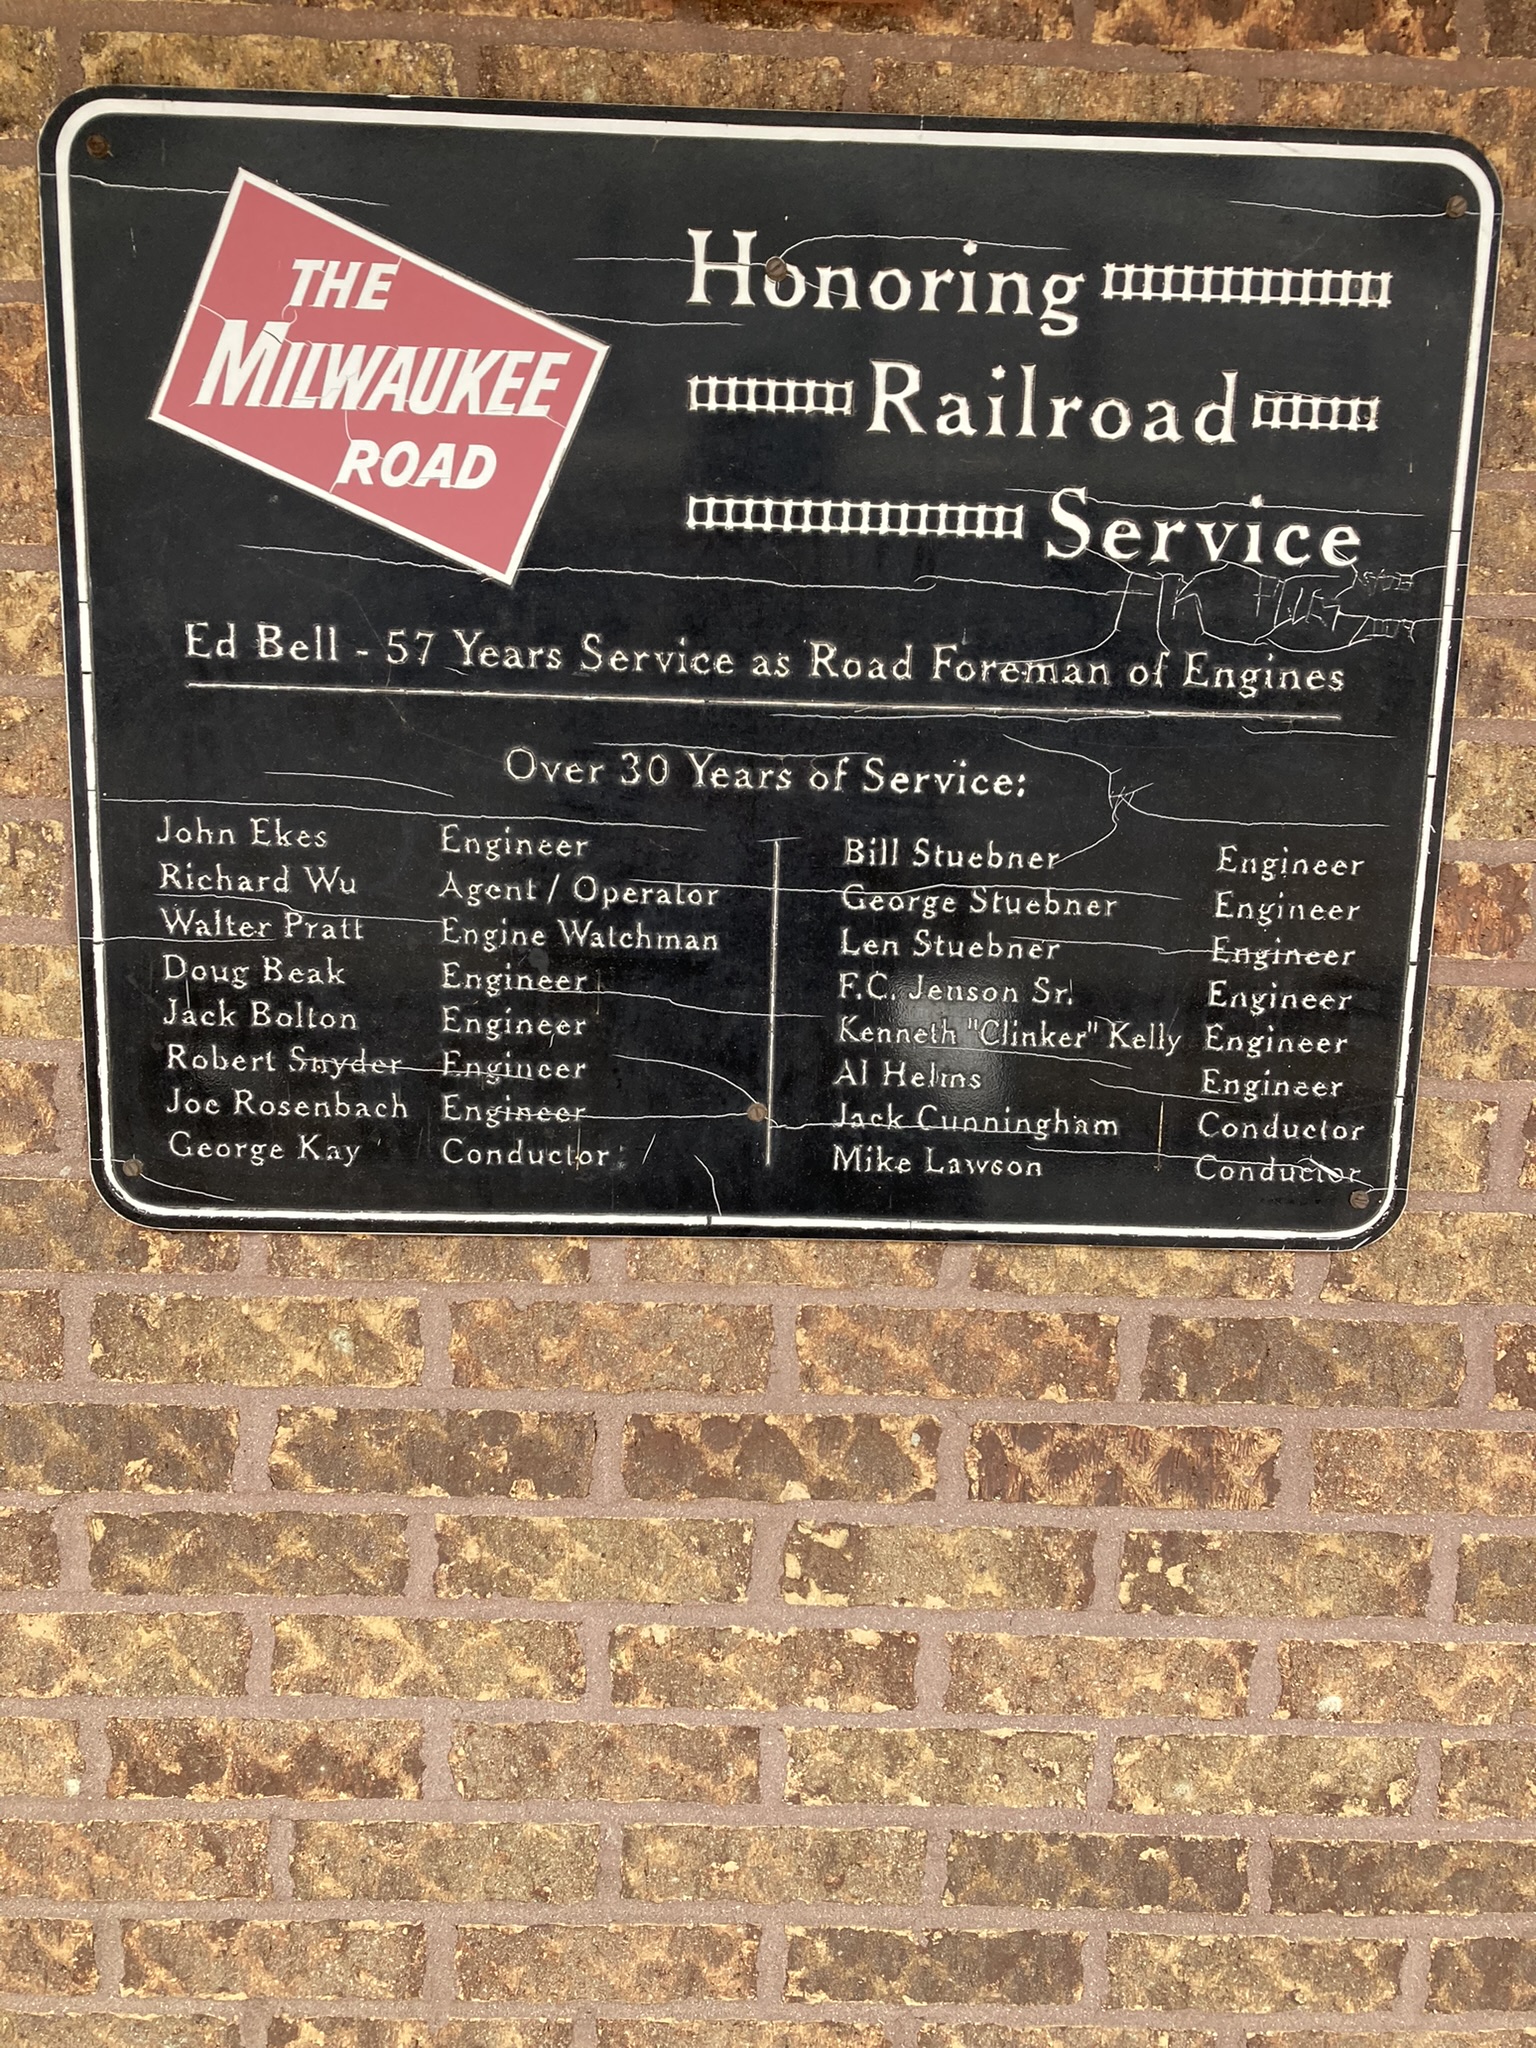 THE
MILWAUKEE
ROAD
Honoring
Railroad
Service
Ed Bell - 57 Years Service as Road Foreman of Engines
Over 30 Years of Service:
John Ekes Engineer
Richard Wu Agent / Operator
Walter Pratt Engine Watchman
Doug Beak Engineer
Jack Bolton Engineer
Robert Snyder Engineer
Joe Rosenbach Engineer
George Kay Conductor
Bill Stuebner Engineer
George Stuebner Engineer
Len Stuebner Engineer
F.C. Jenson Sr. Engineer
Kenneth "Clinker" Kelly Engineer
Al Helms Engineer
Jack Cunningham Conductor
Mike Lawson Conductor